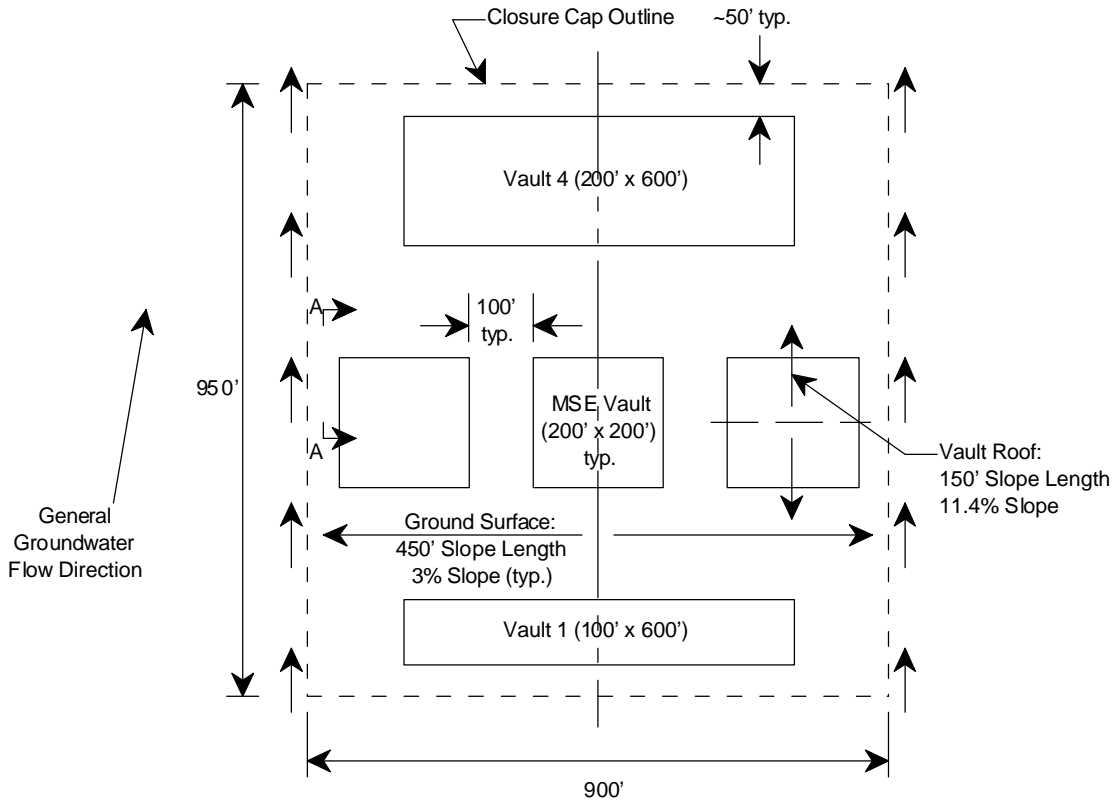 Closure Cap Outline
~50’ typ.
Vault 4 (200’ x 600’)
A
100’
typ.
950’
MSE Vault
(200’ x 200’)
typ.
A
Vault Roof:
150’ Slope Length
11.4% Slope
General
Groundwater
Flow Direction
Ground Surface:
450’ Slope Length
3% Slope (typ.)
Vault 1 (100’ x 600’)
900’